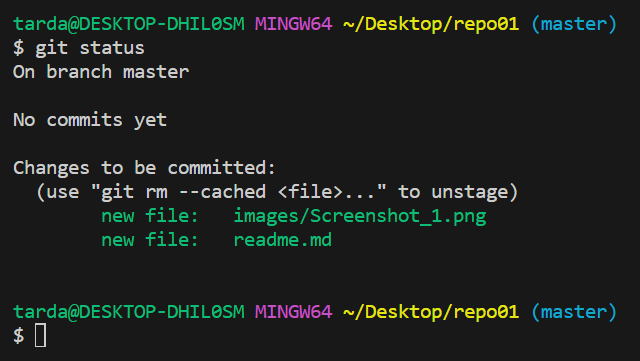 tarda@DESKTOP-DHIL0SM MINGW64 ~/Desktop/repo01 (master)
$ git status
On branch master
No commits yet
Changes to be committed:
(use "git rm --cached <file>..." to unstage)
new file: images/Screenshot_1.png
new file: readme.md
tarda@DESKTOP-DHIL0SM MINGW64 ~/Desktop/repo01 (master)
$